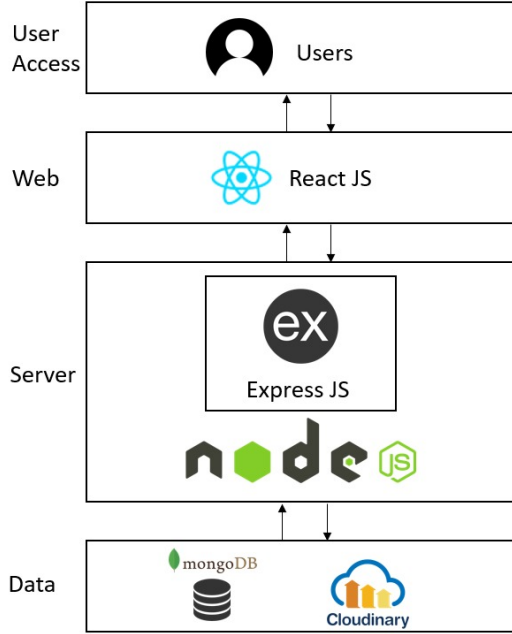 User
Access
Users
Web
React JS
Server
ex
Express JS
node
JS
Data
mongoDB
Cloudinary